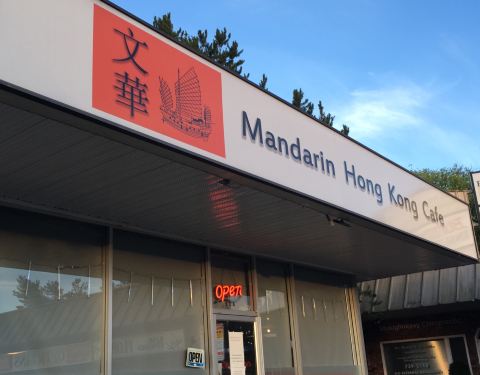 文華
Mandarin Hong Kong Cafe
open
OPEN